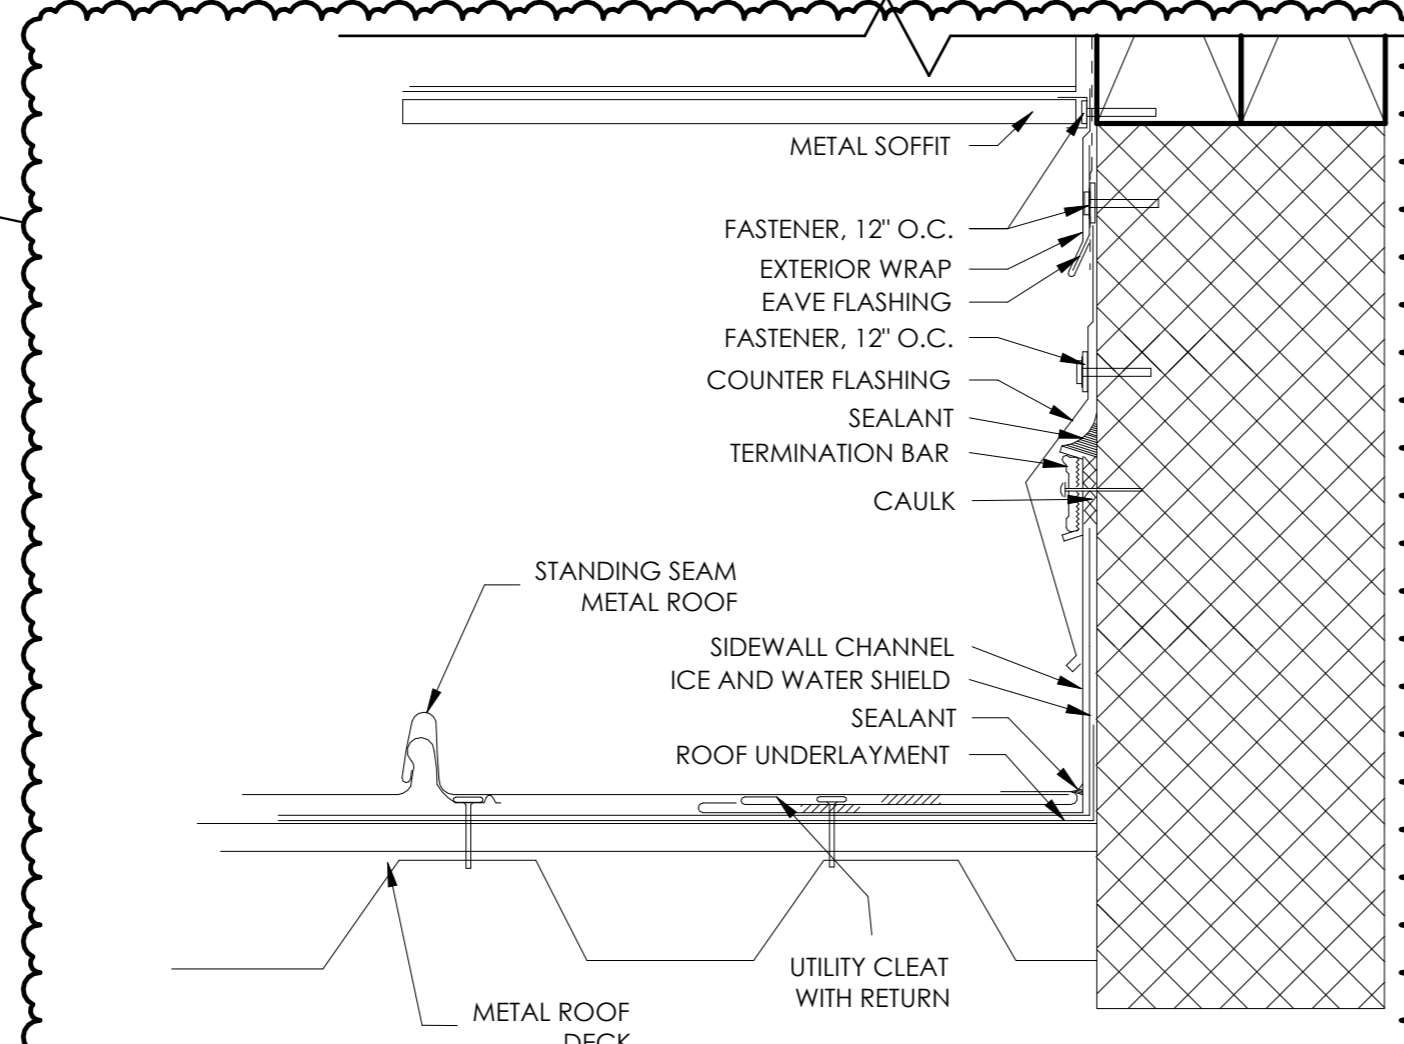 METAL SOFFIT
FASTENER, 12" O.C.
EXTERIOR WRAP
EAVE FLASHING
FASTENER, 12" O.C.
COUNTER FLASHING
SEALANT
TERMINATION BAR
CAULK
STANDING SEAM
METAL ROOF
SIDEWALL CHANNEL
ICE AND WATER SHIELD
SEALANT
ROOF UNDERLAYMENT
UTILITY CLEAT
WITH RETURN
METAL ROOF
DECK